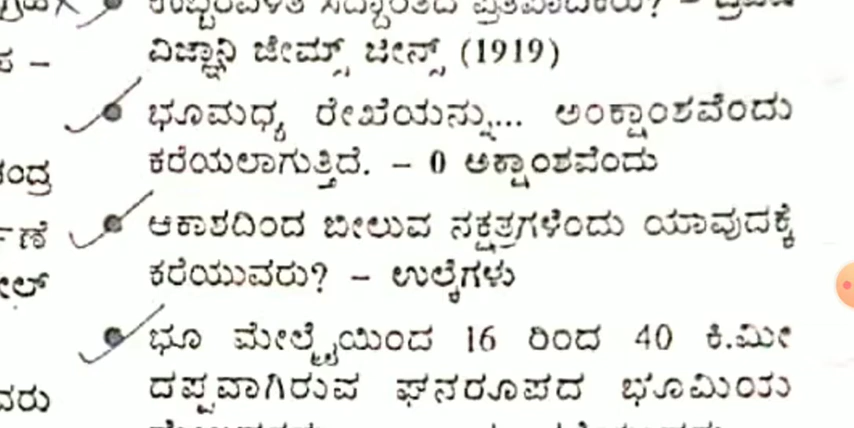 ವಿಜ್ಞಾನಿ ಜೇಮ್ಸ್ ಜೀನ್ಸ್ (1919)
ಭೂಮಧ್ಯ ರೇಖೆಯನ್ನು... ಅಂಕ್ಷಾಂಶವೆಂದು
ಕರೆಯಲಾಗುತ್ತಿದೆ. – 0 ಅಕ್ಷಾಂಶವೆಂದು
ಆಕಾಶದಿಂದ ಬೀಲುವ ನಕ್ಷತ್ರಗಳೆಂದು ಯಾವುದಕ್ಕೆ
ಕರೆಯುವರು? – ಉಲ್ಕೆಗಳು
ಭೂ ಮೇಲ್ಮೈಯಿಂದ 16 ರಿಂದ 40 ಕಿ.ಮೀ
ದಪ್ಪವಾಗಿರುವ ಘನರೂಪದ ಭೂಮಿಯ